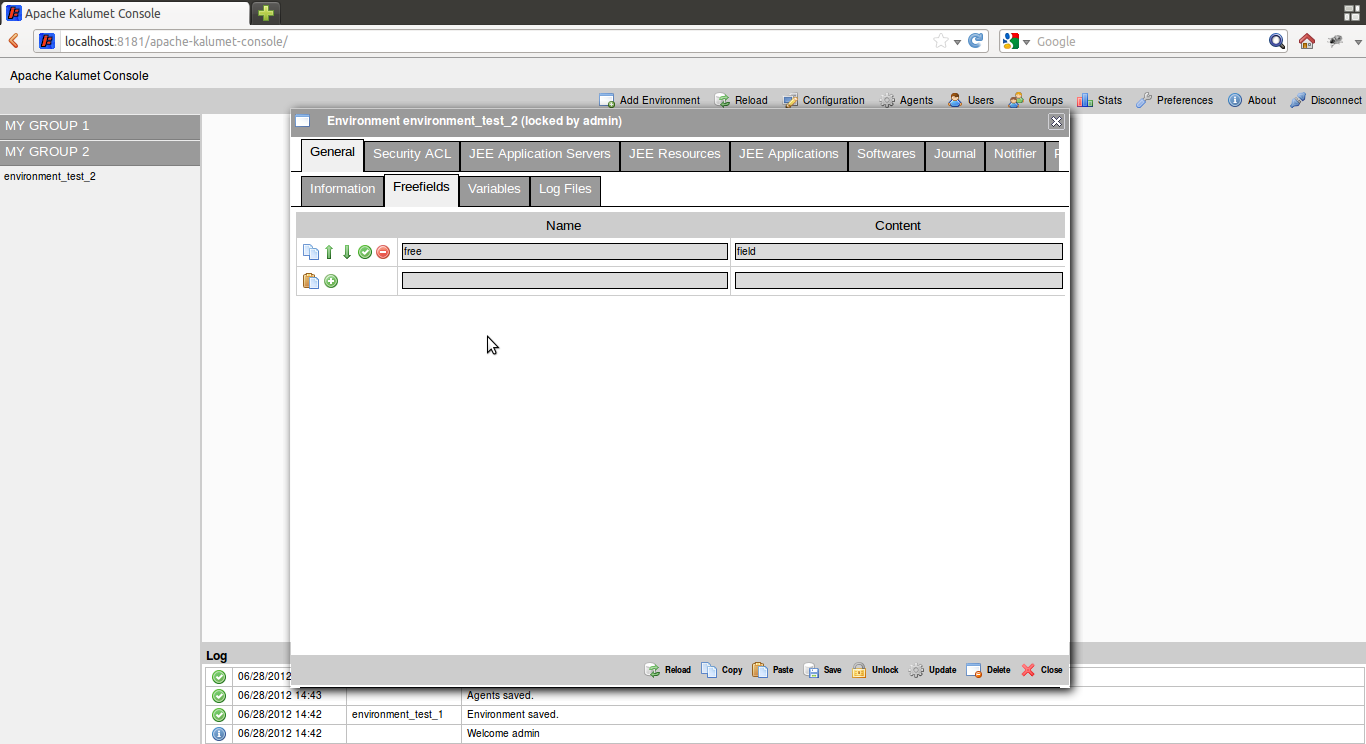 Apache Kalumet Console
localhost:8181/apache-kalumet-console/
Google
Apache Kalumet Console
Add Environment Reload Configuration Agents Users Groups Stats Preferences About Disconnect
MY GROUP 1
MY GROUP 2
environment_test_2
Environment environment_test_2 (locked by admin)
General Security ACL JEE Application Servers JEE Resources JEE Applications Softwares Journal Notifier
Information Freefields Variables Log Files
Name Content
free field
Reload Copy Paste Save Unlock Update Delete Close
Log
06/28/2012
06/28/2012 14:43 Agents saved.
06/28/2012 14:42 environment_test_1 Environment saved.
06/28/2012 14:42 Welcome admin